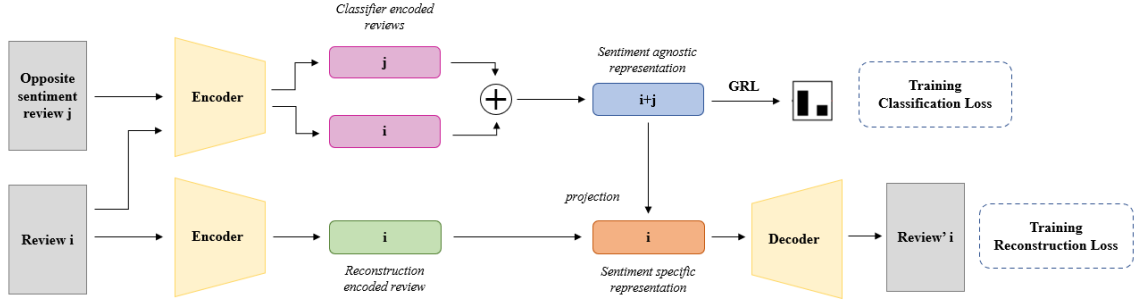 Classifier encoded
reviews
Opposite
sentiment
review j
Encoder
j
i
Sentiment agnostic
representation
i+j
GRL
Training
Classification Loss
projection
Review i
Encoder
i
Reconstruction
encoded review
i
Sentiment specific
representation
Decoder
Review’ i
Training
Reconstruction Loss